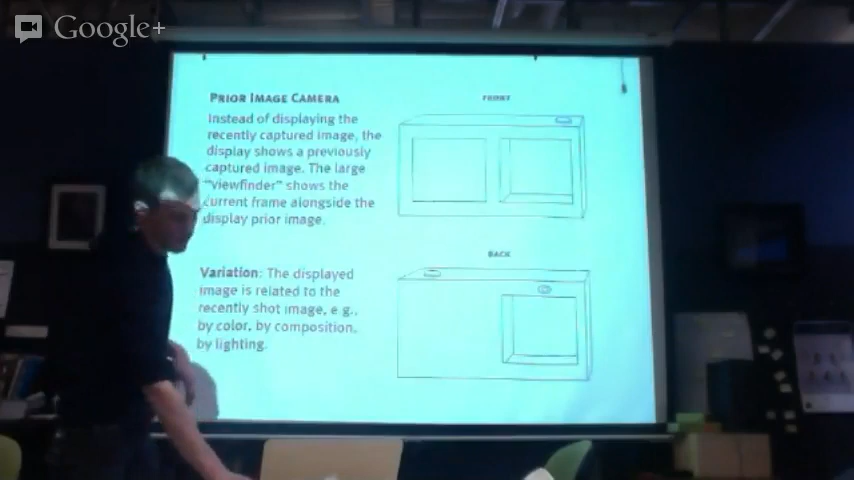 Google+
PRIOR IMAGE CAMERA
Instead of displaying the
recently captured image, the
display shows a previously
captured image. The large
"viewfinder" shows the
current frame alongside the
display prior image.
Variation: The displayed
image is related to the
recently shot image, e.g.,
by color, by composition,
by lighting.
FRONT
BACK